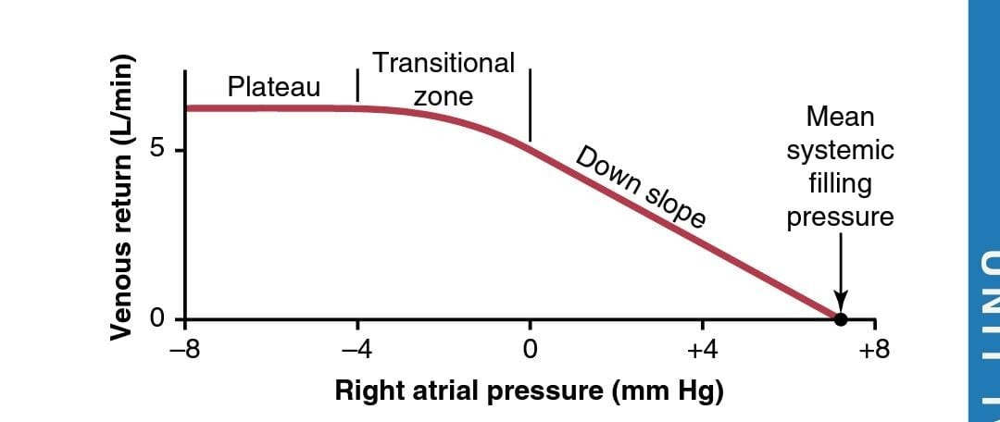 Venous return (L/min)
Plateau
Transitional
zone
Down slope
Mean
systemic
filling
pressure
5
0
–8
–4
0
+4
+8
Right atrial pressure (mm Hg)